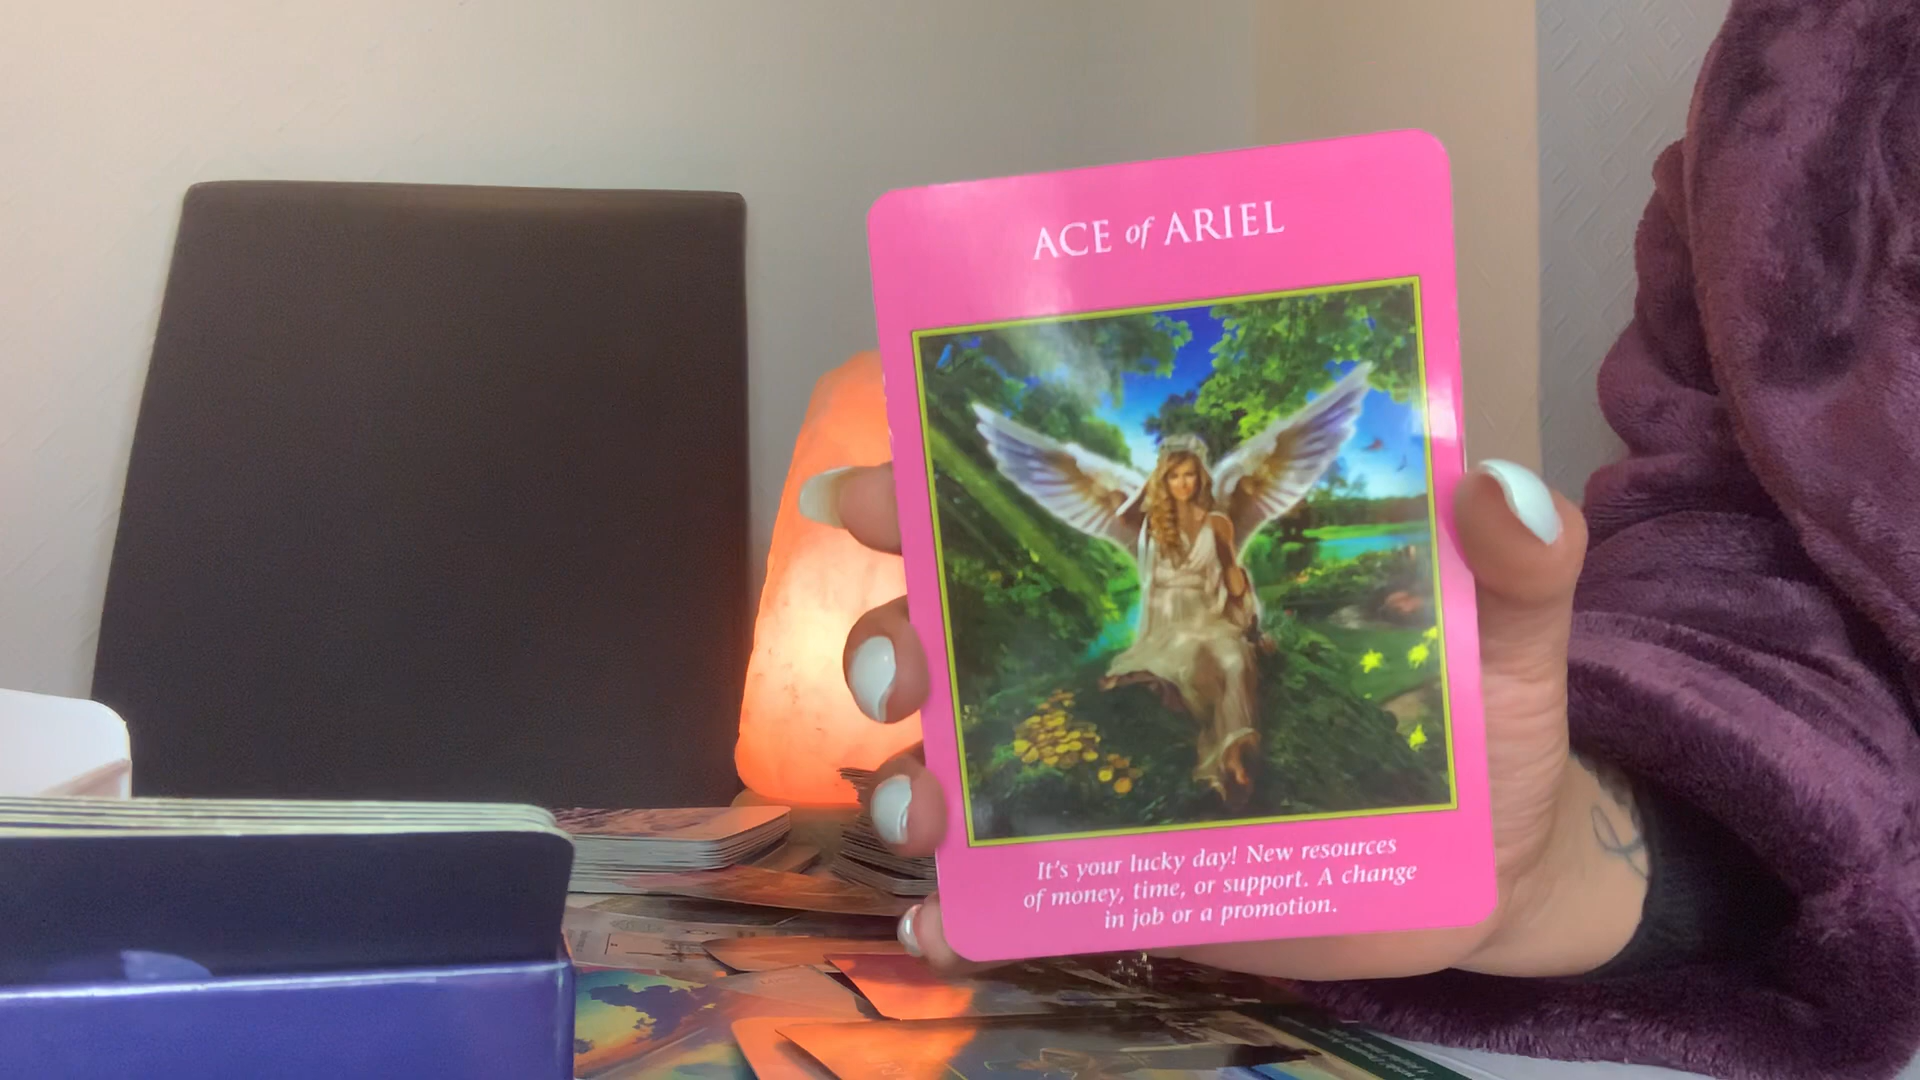 ACE of ARIEL
It's your lucky day! New resources
of money, time, or support. A change
in job or a promotion.